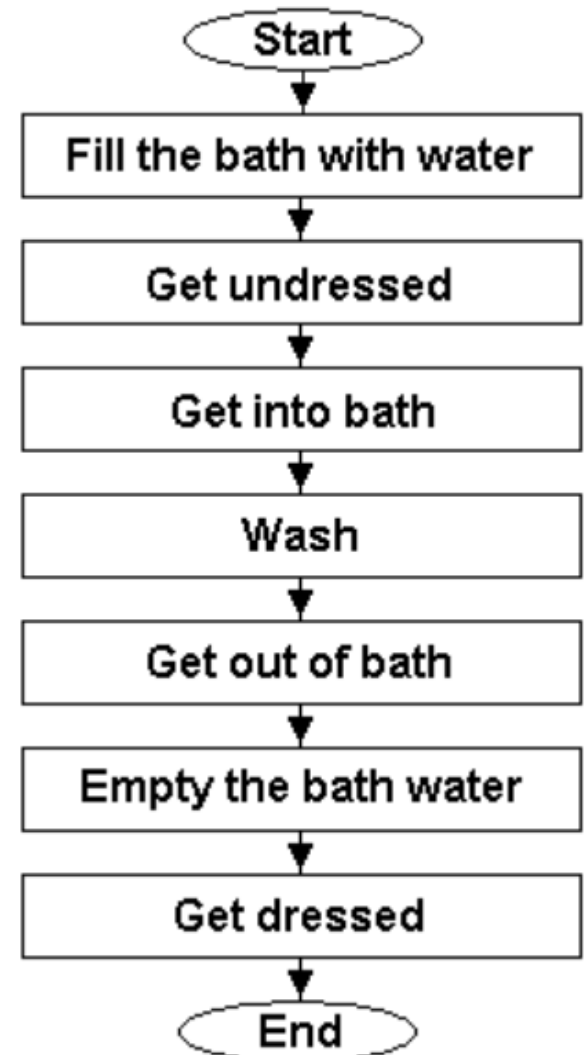 Start
Fill the bath with water
Get undressed
Get into bath
Wash
Get out of bath
Empty the bath water
Get dressed
End